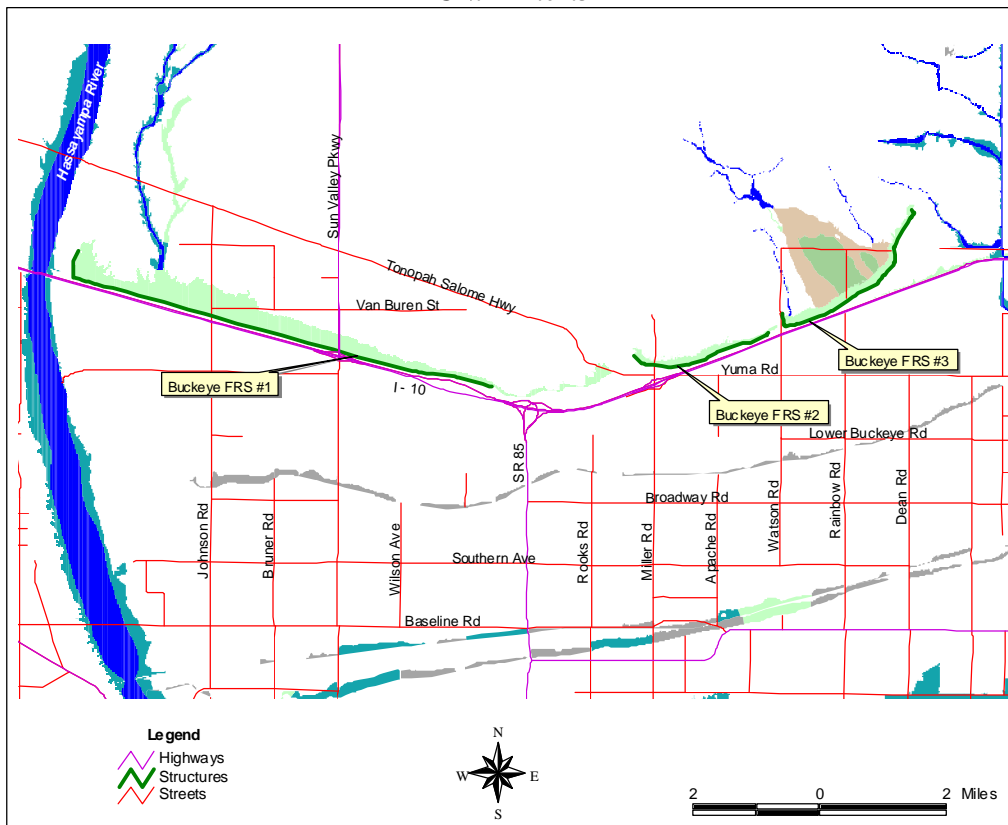 Hassayampa River
Sun Valley Pkwy
Tonopah Salome Hwy
Van Buren St
Buckeye FRS #1
I - 10
Buckeye FRS #3
Yuma Rd
Buckeye FRS #2
Lower Buckeye Rd
SR 85
Broadway Rd
Johnson Rd
Bruner Rd
Wilson Ave
Southern Ave
Rooks Rd
Miller Rd
Apache Rd
Watson Rd
Rainbow Rd
Dean Rd
Baseline Rd
Legend
Highways
Structures
Streets
N
W E
S
2 0 2 Miles